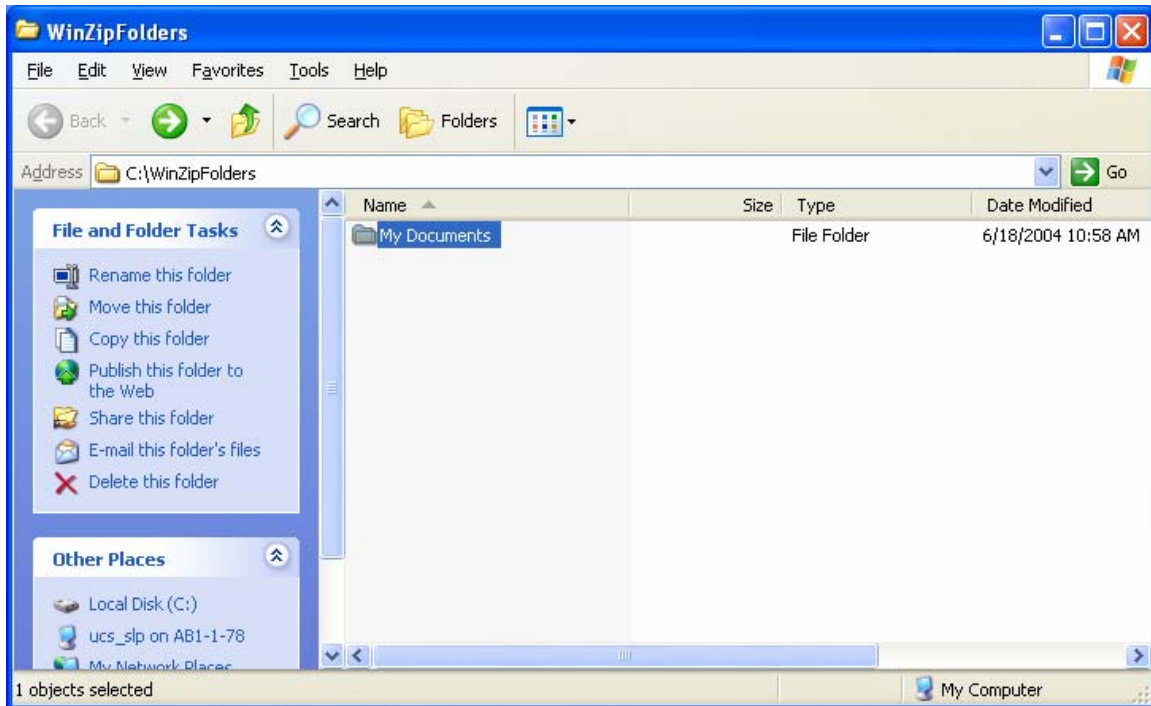 WinZipFolders
File Edit View Favorites Tools Help
Back Search Folders
Address C:\WinZipFolders Go
Name Size Type Date Modified
My Documents File Folder 6/18/2004 10:58 AM
File and Folder Tasks
Rename this folder
Move this folder
Copy this folder
Publish this folder to
the Web
Share this folder
E-mail this folder's files
Delete this folder
Other Places
Local Disk (C:)
ucs_slp on AB1-1-78
My Network Places
1 objects selected My Computer